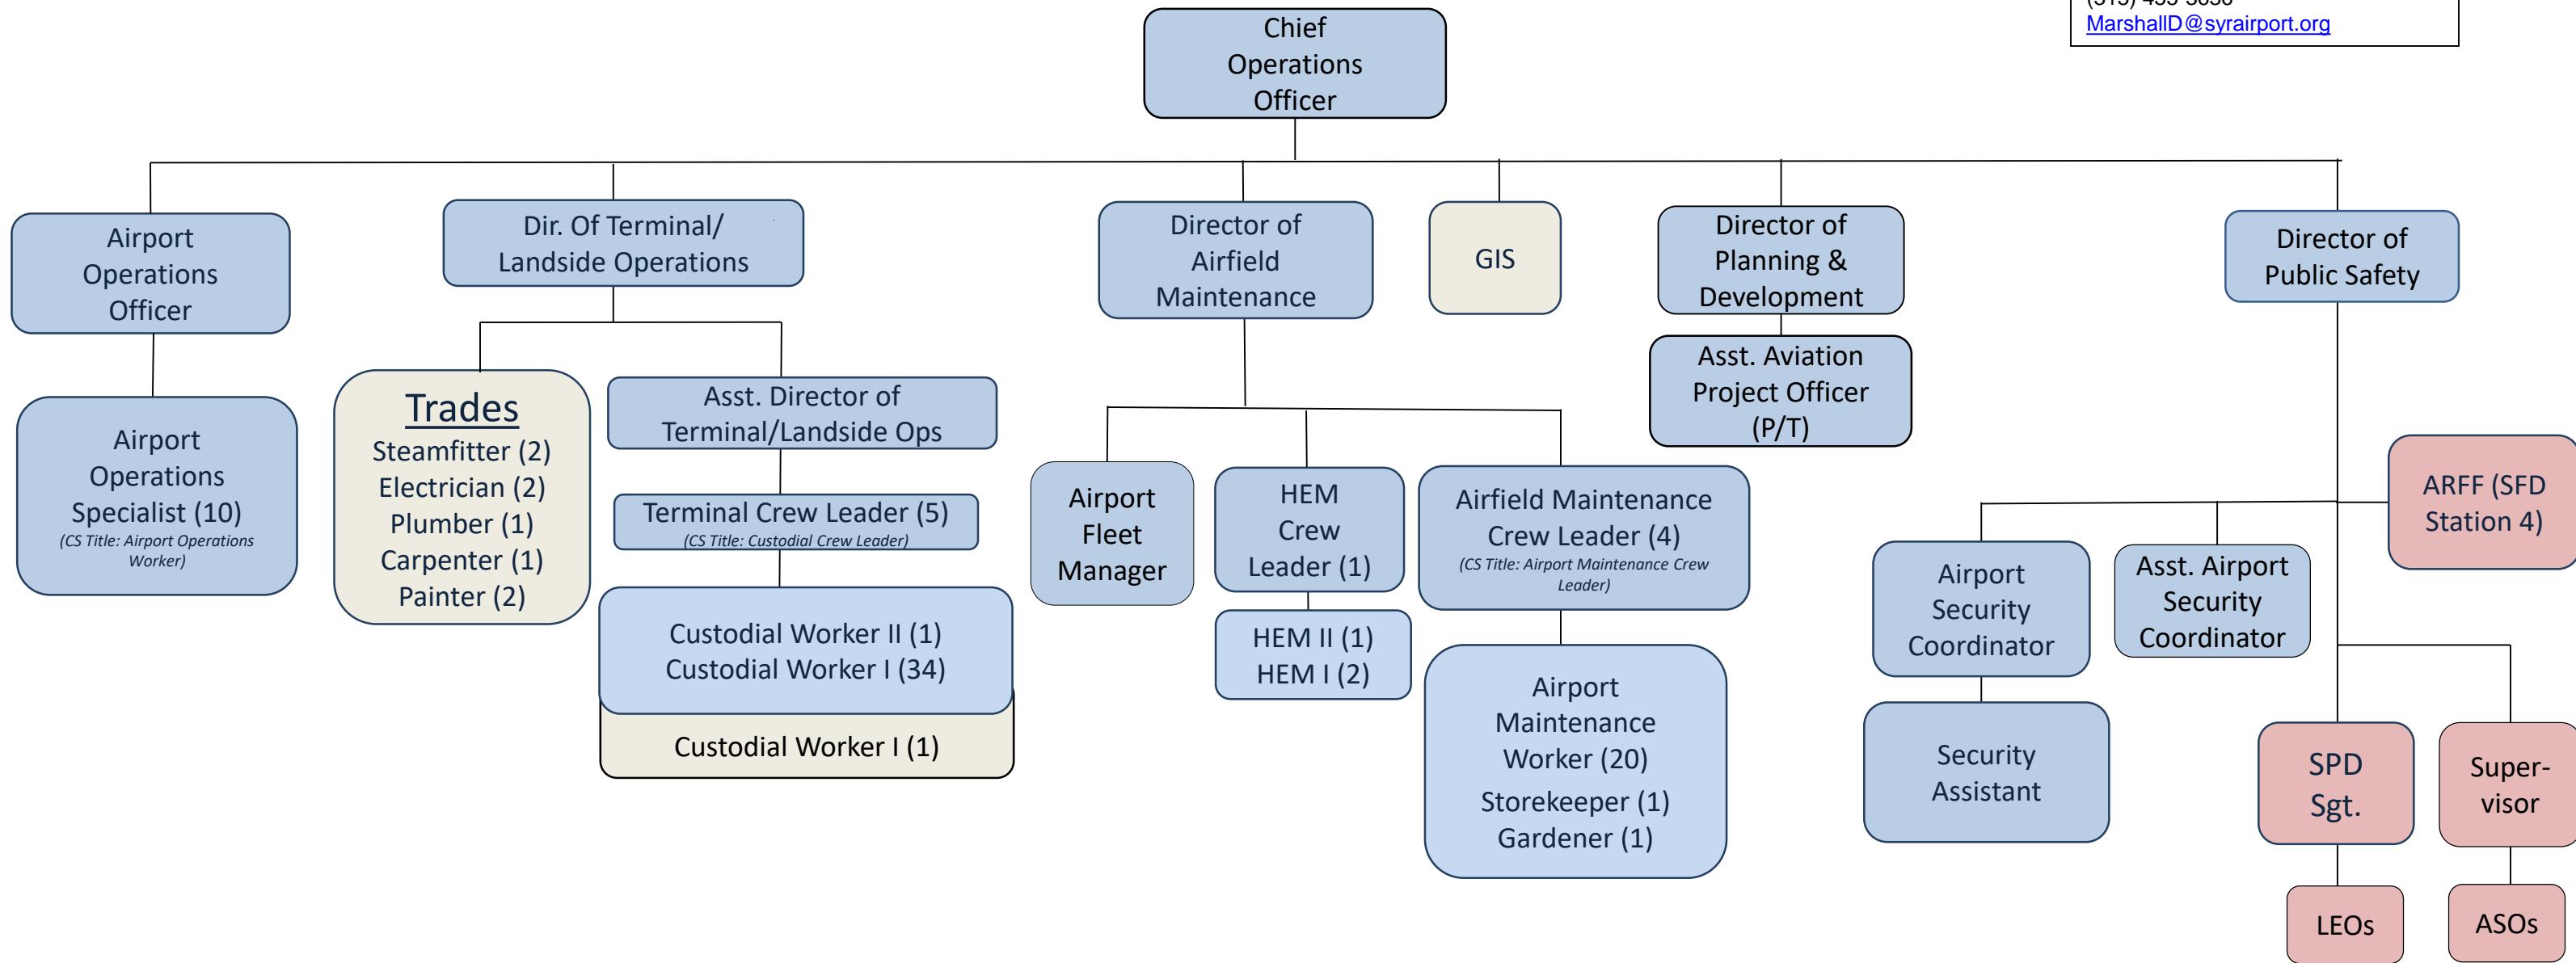 MarshallD@syrairport.org
Chief
Operations
Officer
Airport
Operations
Officer
Dir. Of Terminal/
Landside Operations
Director of
Airfield
Maintenance
GIS
Director of
Planning &
Development
Director of
Public Safety
Airport
Operations
Specialist (10)
(CS Title: Airport Operations
Worker)
Trades
Steamfitter (2)
Electrician (2)
Plumber (1)
Carpenter (1)
Painter (2)
Asst. Director of
Terminal/Landside Ops
Terminal Crew Leader (5)
(CS Title: Custodial Crew Leader)
Custodial Worker II (1)
Custodial Worker I (34)
Custodial Worker I (1)
Airport
Fleet
Manager
HEM
Crew
Leader (1)
HEM II (1)
HEM I (2)
Airfield Maintenance
Crew Leader (4)
(CS Title: Airport Maintenance Crew
Leader)
Airport
Maintenance
Worker (20)
Storekeeper (1)
Gardener (1)
Asst. Aviation
Project Officer
(P/T)
ARFF (SFD
Station 4)
Airport
Security
Coordinator
Asst. Airport
Security
Coordinator
Security
Assistant
SPD
Sgt.
Super-
visor
LEOs
ASOs